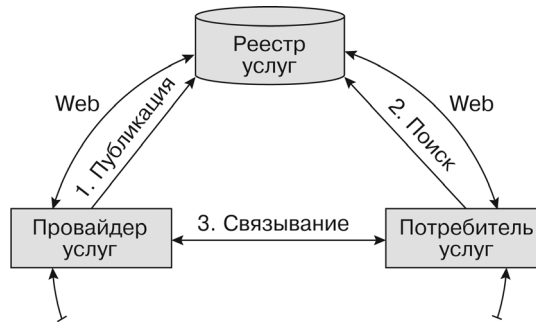 Реестр
услуг
Web
1. Публикация
2. Поиск
Web
Провайдер
услуг
3. Связывание
Потребитель
услуг